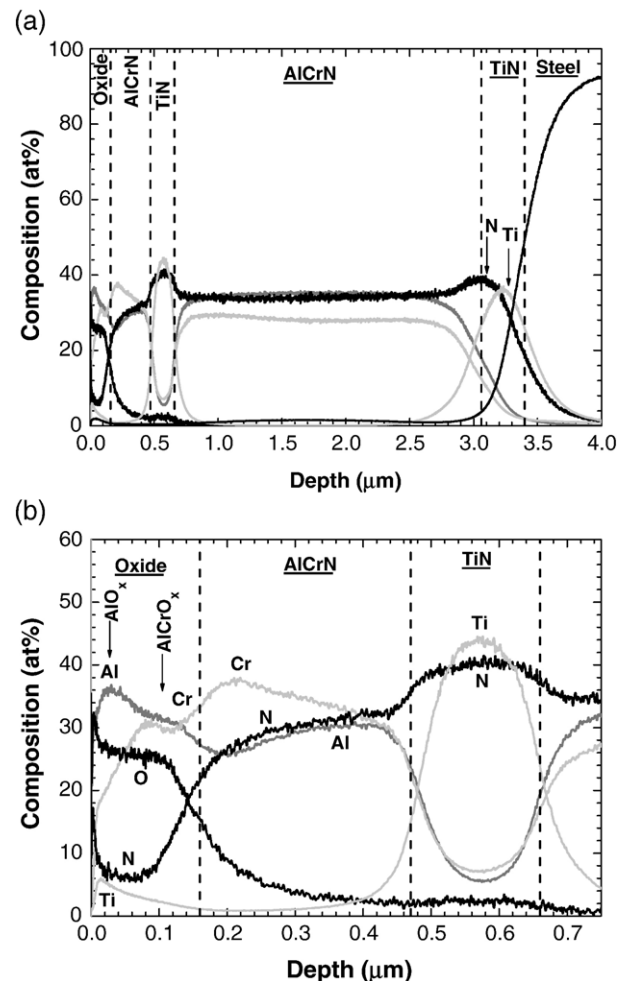 (a)
Composition (at%)
100
80
60
40
20
0
Oxide
AlCrN
TiN
AlCrN
TiN
Steel
N
Ti
0.0 0.5 1.0 1.5 2.0 2.5 3.0 3.5 4.0
Depth (μm)
(b)
Composition (at%)
60
50
40
30
20
10
0
Oxide
AlCrN
TiN
AlOₓ
AlCrOₓ
Al
Cr
Cr
N
Al
Ti
N
O
N
Ti
0.0 0.1 0.2 0.3 0.4 0.5 0.6 0.7
Depth (μm)